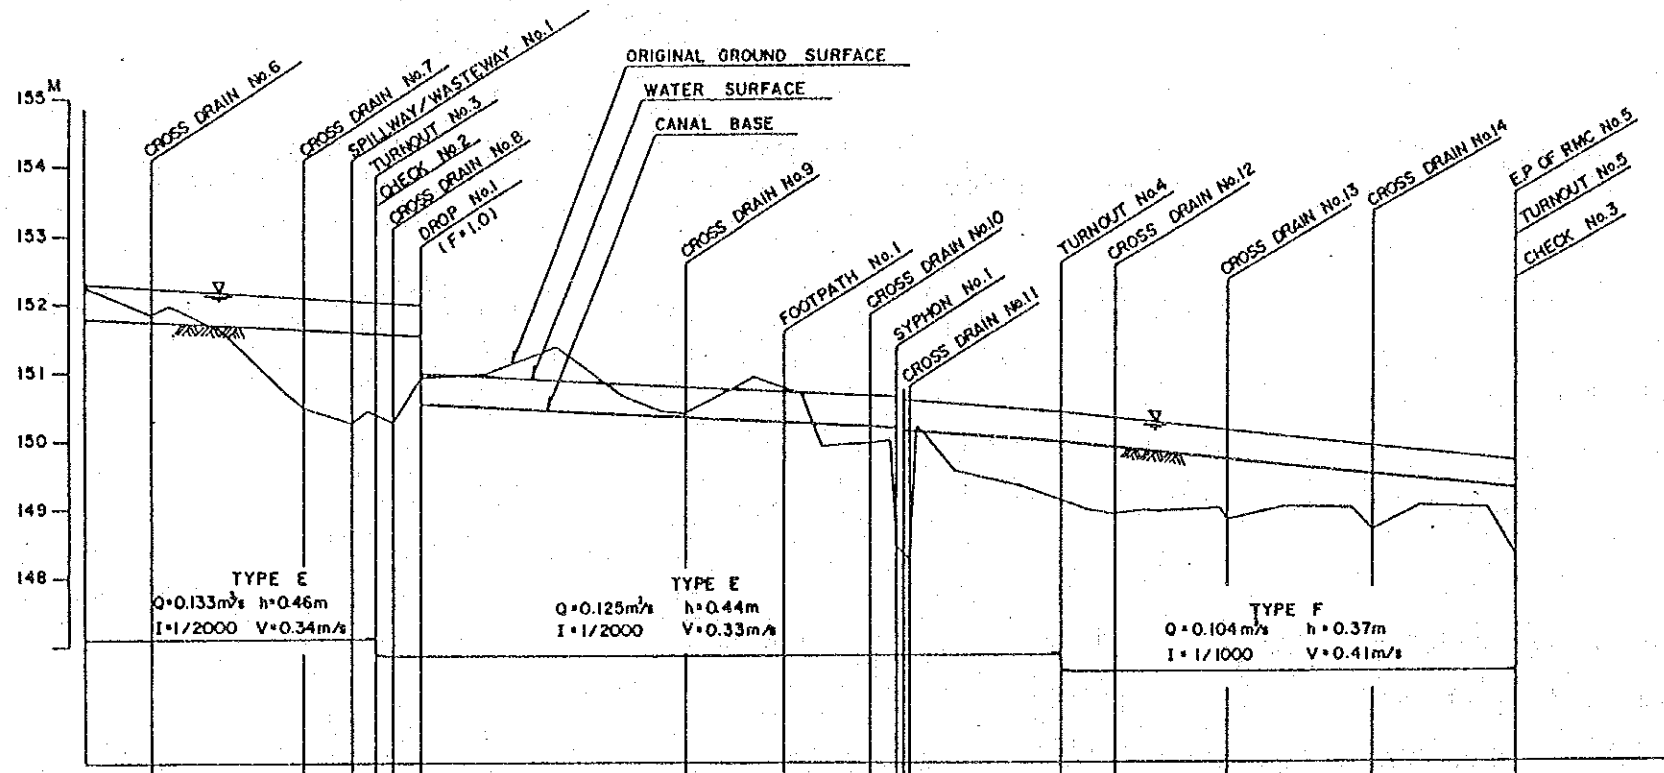 155 M
154
153
152
151
150
149
148
CROSS DRAIN No.6
CROSS DRAIN No.7
SPILLWAY/WASTEWAY No.1
TURNOUT No.3
CHECK No.2
CROSS DRAIN No.8
DROP No.1
(F=1.0)
ORIGINAL GROUND SURFACE
WATER SURFACE
CANAL BASE
CROSS DRAIN No.9
FOOTPATH No.1
CROSS DRAIN No.10
SYPHON No.1
CROSS DRAIN No.11
TURNOUT No.4
CROSS DRAIN No.12
CROSS DRAIN No.13
CROSS DRAIN No.14
E.P OF RMC No.5
TURNOUT No.5
CHECK No.3
TYPE E
Q=0.133m³/s h=0.46m
I=1/2000 V=0.34m/s
TYPE E
Q=0.125m³/s h=0.44m
I=1/2000 V=0.33m/s
TYPE F
Q=0.104m³/s h=0.37m
I=1/1000 V=0.41m/s